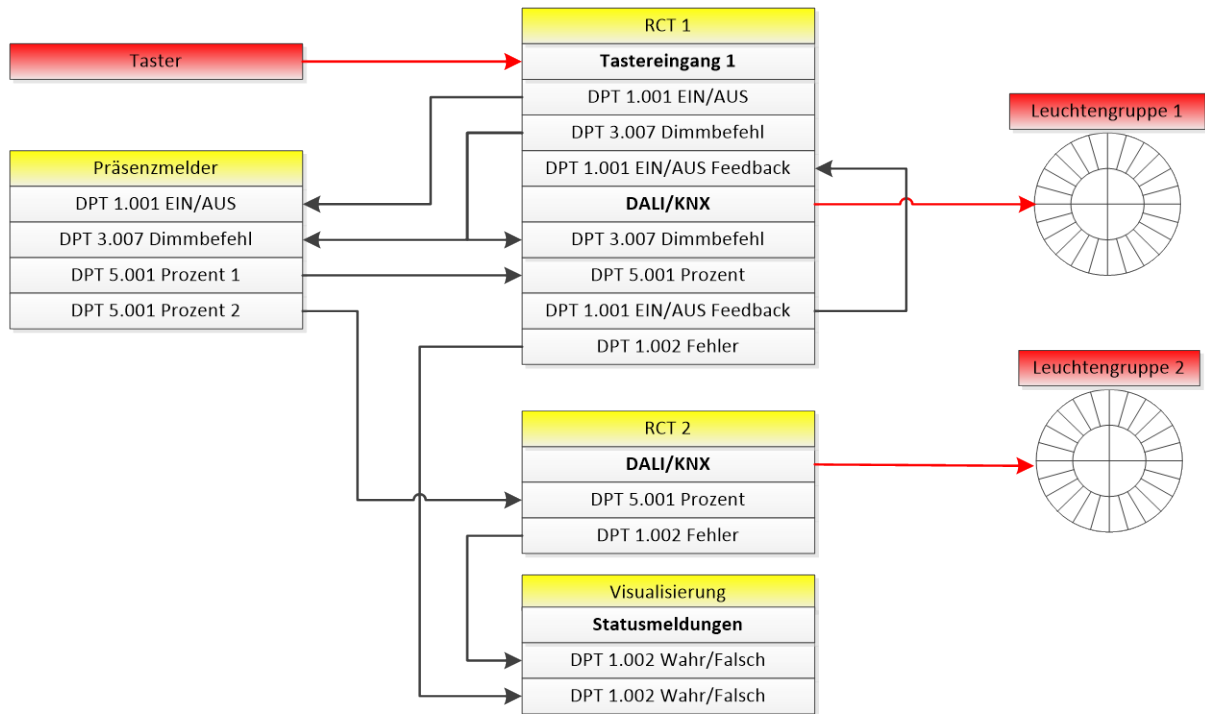 Taster
RCT 1
Tastereingang 1
DPT 1.001 EIN/AUS
DPT 3.007 Dimmbefehl
DPT 1.001 EIN/AUS Feedback
DALI/KNX
DPT 3.007 Dimmbefehl
DPT 5.001 Prozent
DPT 1.001 EIN/AUS Feedback
DPT 1.002 Fehler
Präsenzmelder
DPT 1.001 EIN/AUS
DPT 3.007 Dimmbefehl
DPT 5.001 Prozent 1
DPT 5.001 Prozent 2
Leuchtengruppe 1
Leuchtengruppe 2
RCT 2
DALI/KNX
DPT 5.001 Prozent
DPT 1.002 Fehler
Visualisierung
Statusmeldungen
DPT 1.002 Wahr/Falsch
DPT 1.002 Wahr/Falsch